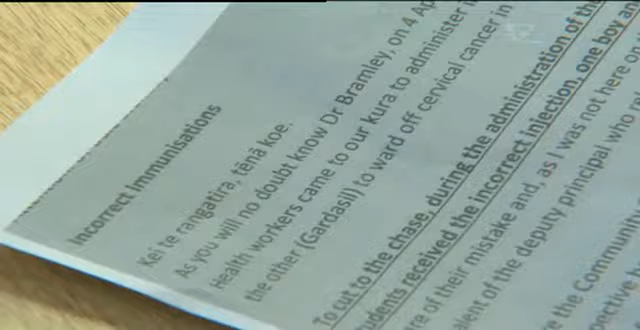 Incorrect Immunisations
Kei te rangatira, tēnā koe.
As you will no doubt know Dr Bramley, on 4 Ap
Health workers came to our kura to administer
the other (Gardasil) to ward off cervical cancer in
To cut to the chase, during the administration of the
students received the incorrect injection, one boy an
of their mistake and, as I was not here
of the deputy principal who
the Community